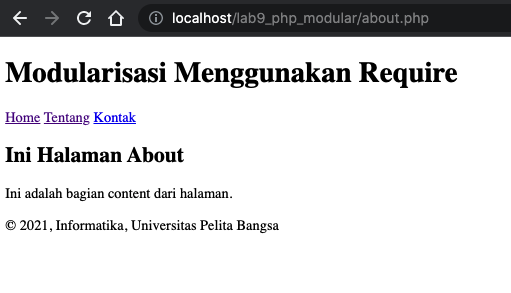 localhost/lab9_php_modular/about.php
Modularisasi Menggunakan Require
Home Tentang Kontak
Ini Halaman About
Ini adalah bagian content dari halaman.
© 2021, Informatika, Universitas Pelita Bangsa